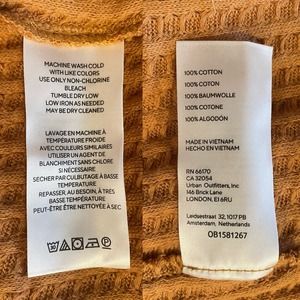 MACHINE WASH COLD
WITH LIKE COLORS
USE ONLY NON-CHLORINE
BLEACH
TUMBLE DRY LOW
LOW IRON AS NEEDED
MAY BE DRY CLEANED
LAVAGE EN MACHINE À
TEMPÉRATURE FROIDE
AVEC COULEURS SIMILAIRES
UTILISER UN AGENT DE
BLANCHIMENT SANS CHLORE
SI NÉCESSAIRE
SECHER PAR CULBUTAGE À BASSE
TEMPERATURE
REPASSER, AU BESOIN, À TRÈS
BASSE TEMPÉRATURE
PEUT-ÊTRE ÊTRE NETTOYÉE A SEC
100% COTTON
100% COTON
100% BAUMWOLLE
100% COTONE
100% ALGODÓN
MADE IN VIETNAM
HECHO EN VIETNAM
RN 66170
CA 32054
Urban Outfitters, Inc
146 Brick Lane
LONDON, E1 6RU
Leidsestraat 32, 1017 PB
Amsterdam, Netherlands
OB1581267